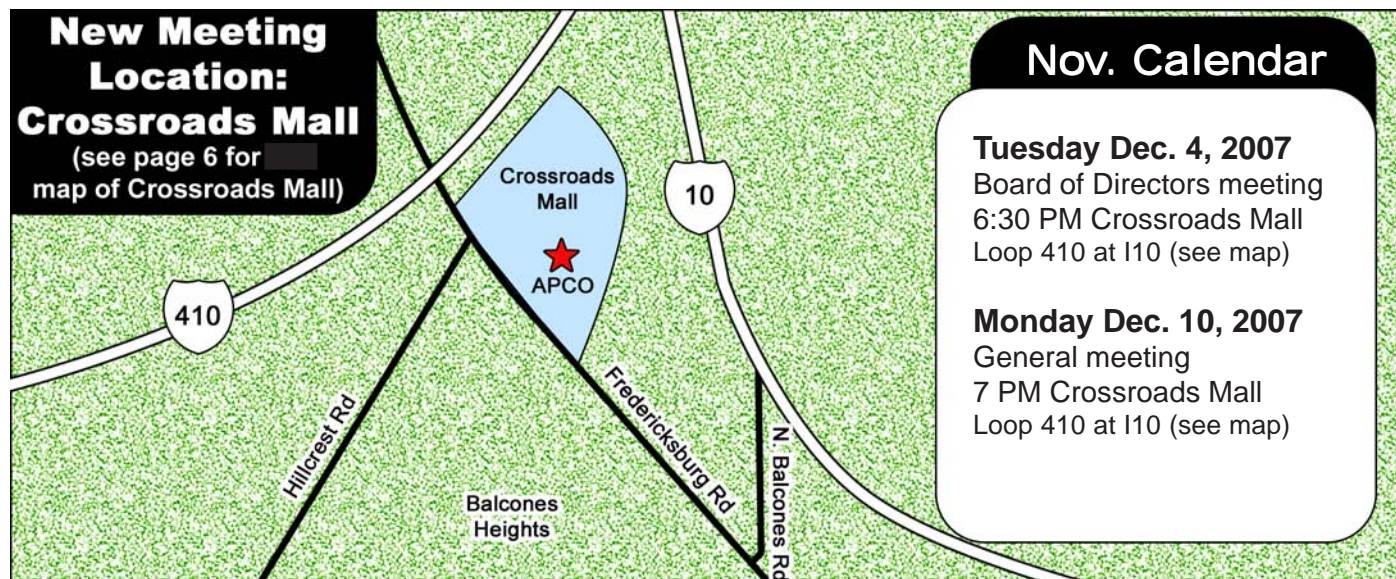 New Meeting
Location:
Crossroads Mall
(see page 6 for
map of Crossroads Mall)
Crossroads
Mall
APCO
10
410
Hillcrest Rd
Fredericksburg Rd
N. Balcones Rd
Balcones
Heights
Nov. Calendar
Tuesday Dec. 4, 2007
Board of Directors meeting
6:30 PM Crossroads Mall
Loop 410 at I10 (see map)
Monday Dec. 10, 2007
General meeting
7 PM Crossroads Mall
Loop 410 at I10 (see map)